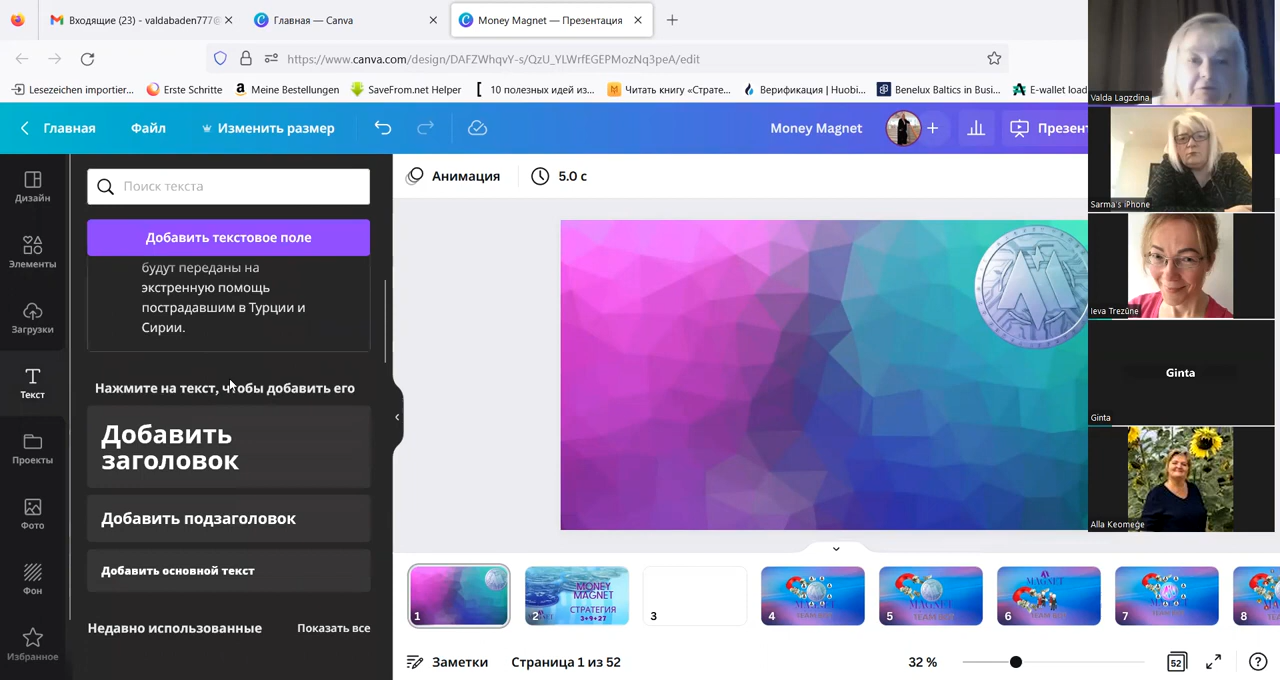 Входящие (23) - valdabaden777@
Главная — Canva
Money Magnet — Презентация
https://www.canva.com/design/DAFZWhqvY-s/QzU_YLWrfEGEPMozNq3peA/edit
Lesezeichen importier...
Erste Schritte
Meine Bestellungen
SaveFrom.net Helper
10 полезных идей из...
Читать книгу «Страте...
Верификация | Huobi...
Benelux Baltics in Busi...
E-wallet load
Главная
Файл
Изменить размер
Money Magnet
Презент
Анимация
5.0 с
Дизайн
Элементы
Загрузки
Текст
Проекты
Фото
Фон
Избранное
Поиск текста
Добавить текстовое поле
будут переданы на
экстренную помощь
пострадавшим в Турции и
Сирии.
Нажмите на текст, чтобы добавить его
Добавить
заголовок
Добавить подзаголовок
Добавить основной текст
Недавно использованные
Показать все
Valda Lagzdina
Sarma's iPhone
Ieva Trezūne
Ginta
Ginta
Alla Keomege
1
2
MONEY
MAGNET
СТРАТЕГИЯ
3+9+27
3
4
5
6
MAGNET
7
8
Заметки
Страница 1 из 52
32 %
52